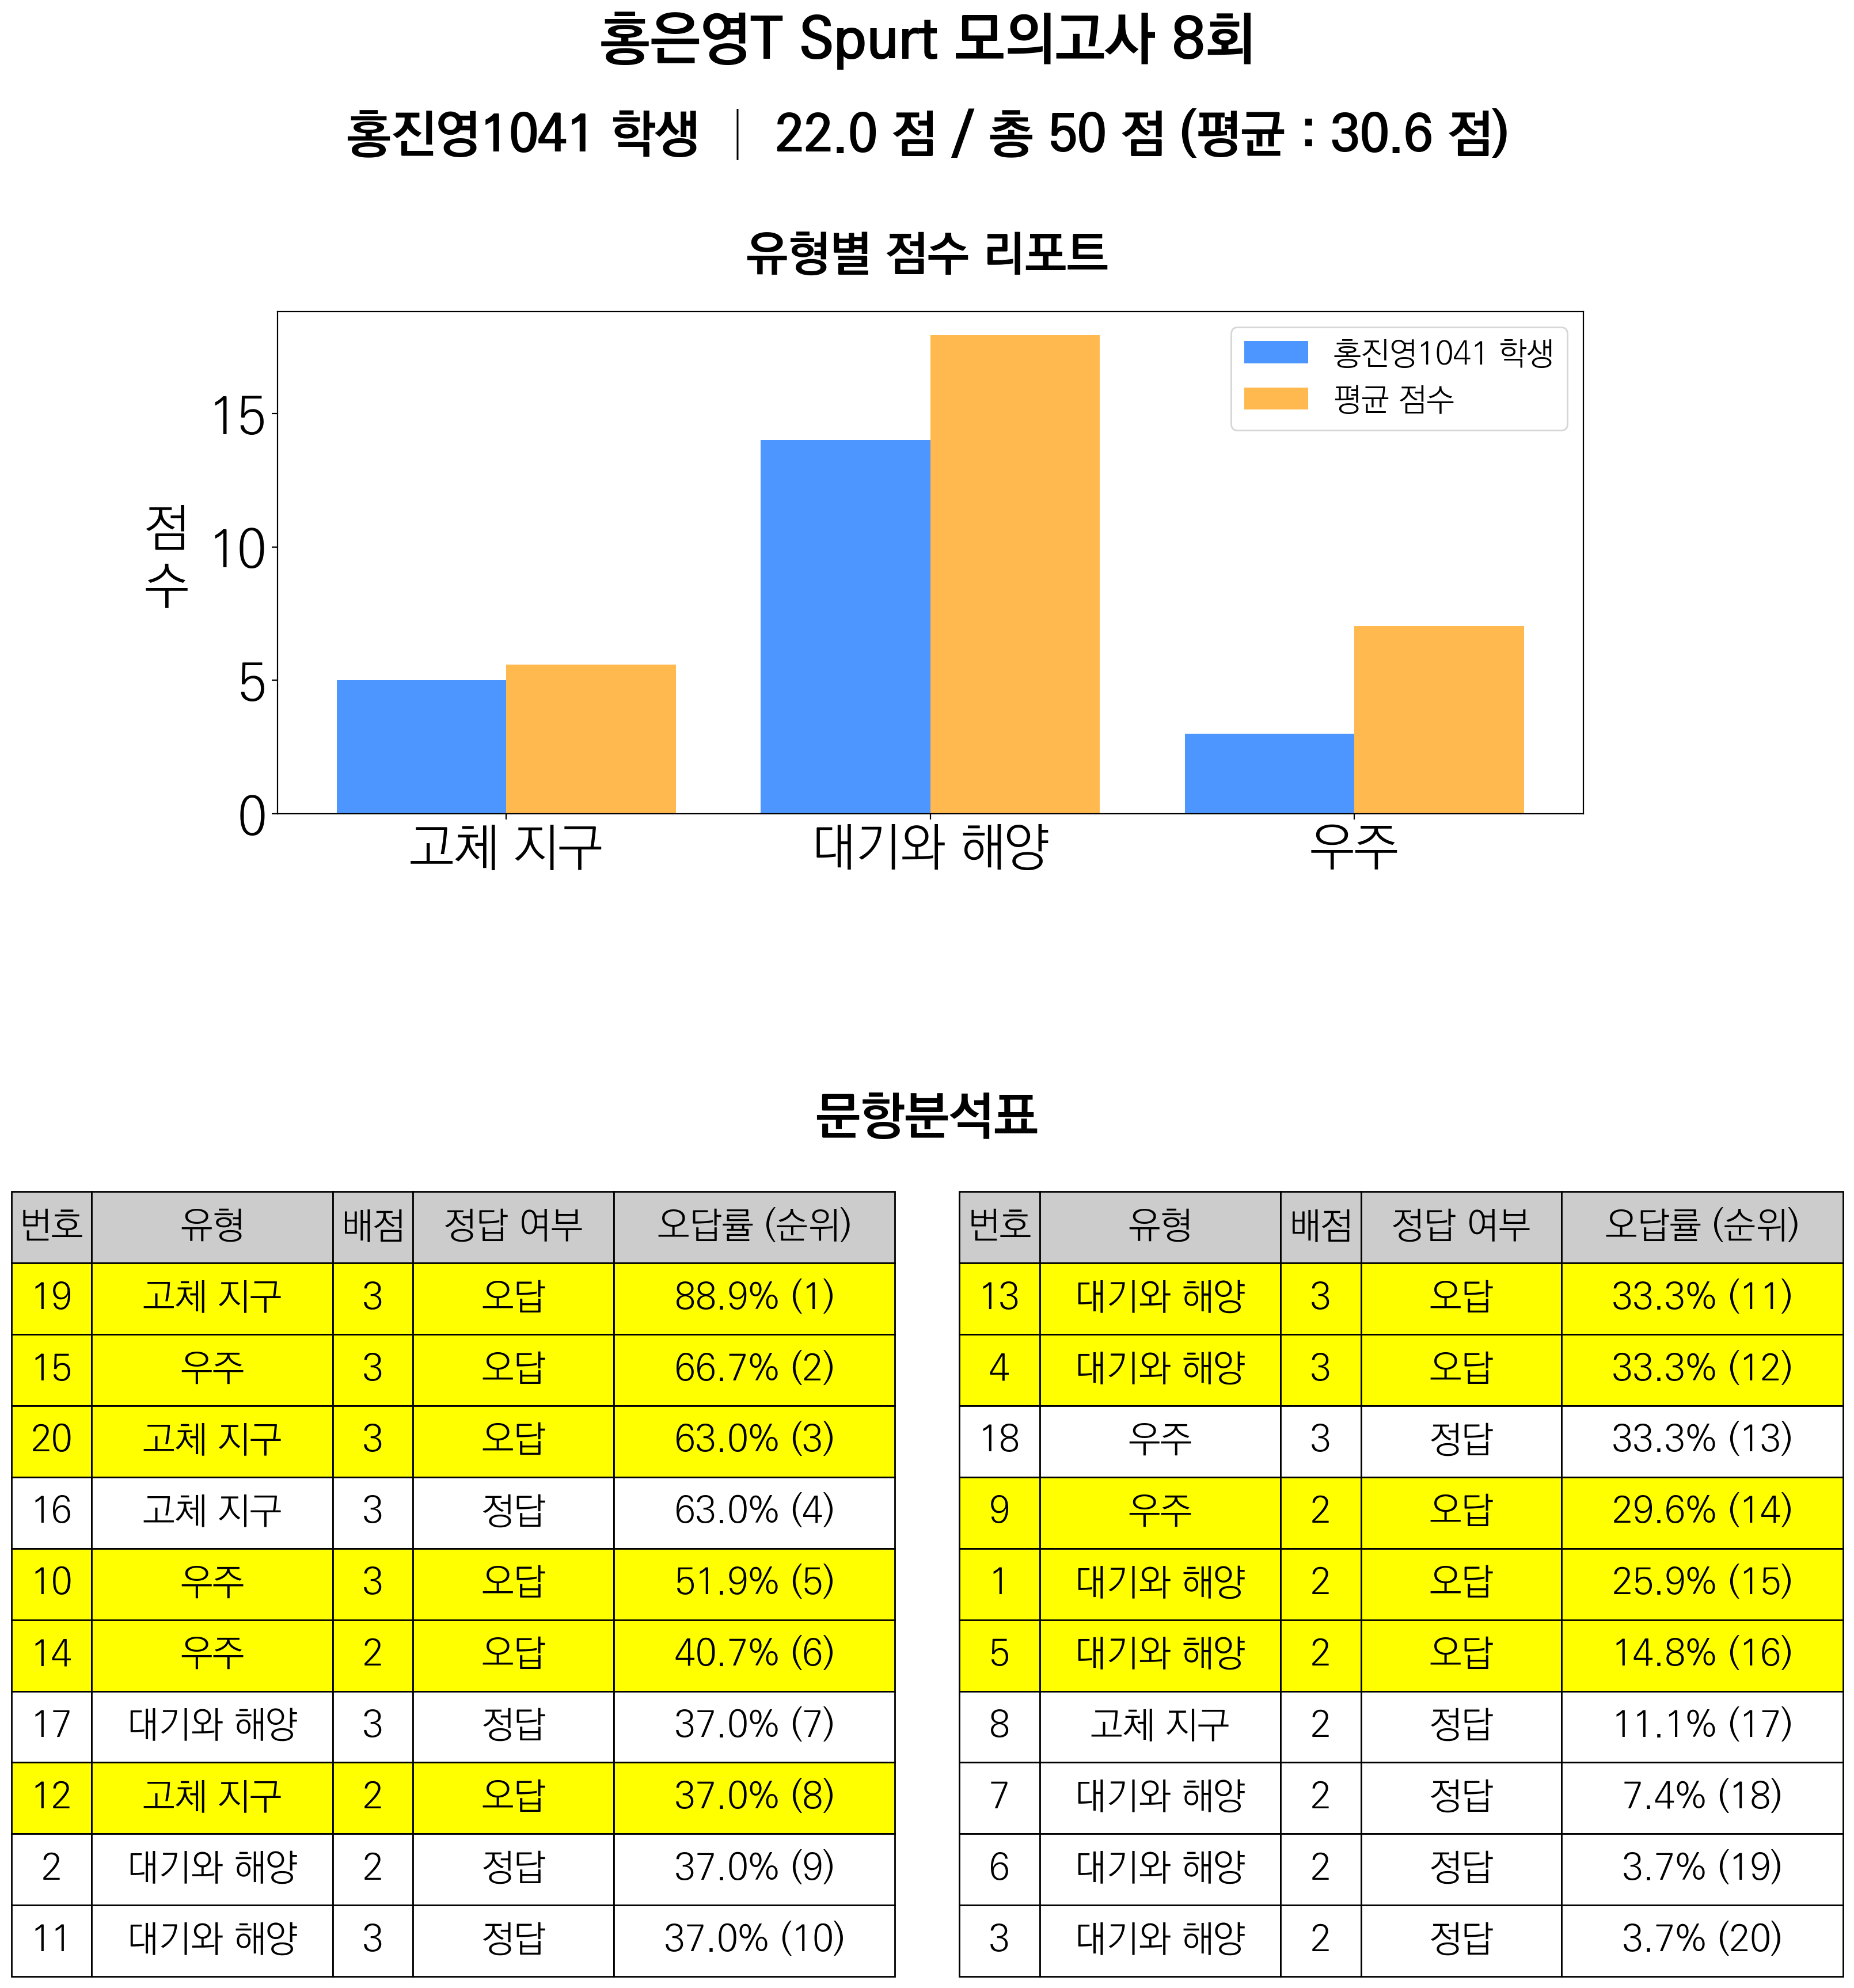 홍은영T Spurt 모의고사 8회
홍진영1041 학생 | 22.0 점 / 총 50 점 (평균 : 30.6 점)
유형별 점수 리포트
홍진영1041 학생
평균 점수
점수
15
10
5
0
고체 지구 대기와 해양 우주
문항분석표
번호 유형 배점 정답 여부 오답률 (순위)
19 고체 지구 3 오답 88.9% (1)
15 우주 3 오답 66.7% (2)
20 고체 지구 3 오답 63.0% (3)
16 고체 지구 3 정답 63.0% (4)
10 우주 3 오답 51.9% (5)
14 우주 2 오답 40.7% (6)
17 대기와 해양 3 정답 37.0% (7)
12 고체 지구 2 오답 37.0% (8)
2 대기와 해양 2 정답 37.0% (9)
11 대기와 해양 3 정답 37.0% (10)
번호 유형 배점 정답 여부 오답률 (순위)
13 대기와 해양 3 오답 33.3% (11)
4 대기와 해양 3 오답 33.3% (12)
18 우주 3 정답 33.3% (13)
9 우주 2 오답 29.6% (14)
1 대기와 해양 2 오답 25.9% (15)
5 대기와 해양 2 오답 14.8% (16)
8 고체 지구 2 정답 11.1% (17)
7 대기와 해양 2 정답 7.4% (18)
6 대기와 해양 2 정답 3.7% (19)
3 대기와 해양 2 정답 3.7% (20)